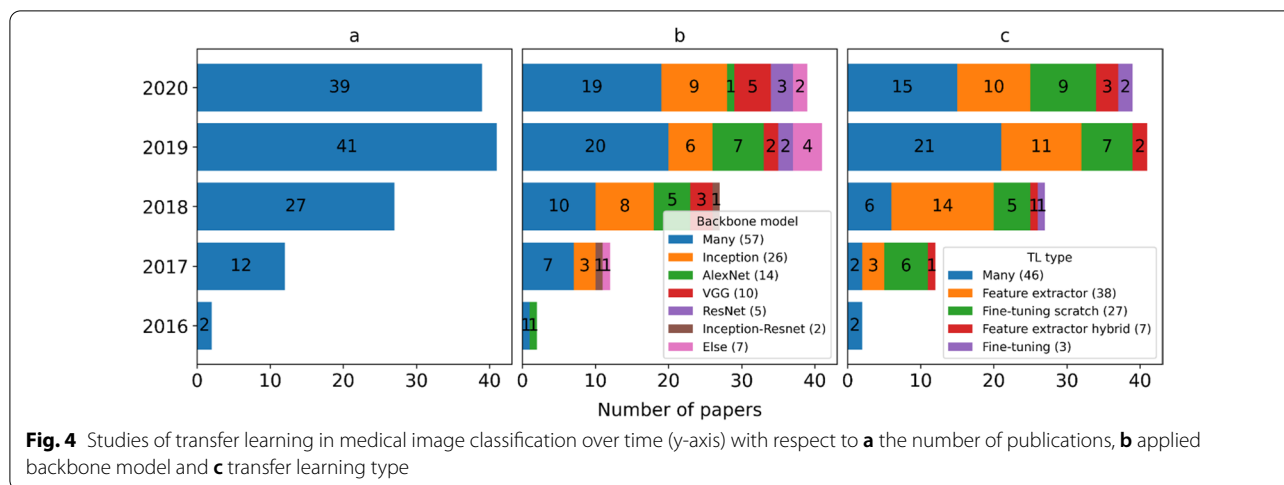 a
b
c
2020
39
19 9 1 5 3 2
15 10 9 3 2
2019
41
20 6 7 2 2 4
21 11 7 2
2018
27
10 8 5 3 1
6 14 5 1 1
2017
12
7 3 1 1
2 3 6 1
2016
2
1 1
2
Backbone model
Many (57)
Inception (26)
AlexNet (14)
VGG (10)
ResNet (5)
Inception-Resnet (2)
Else (7)
TL type
Many (46)
Feature extractor (38)
Fine-tuning scratch (27)
Feature extractor hybrid (7)
Fine-tuning (3)
0 10 20 30 40
0 10 20 30 40
0 10 20 30 40
Number of papers
Fig. 4 Studies of transfer learning in medical image classification over time (y-axis) with respect to a the number of publications, b applied
backbone model and c transfer learning type